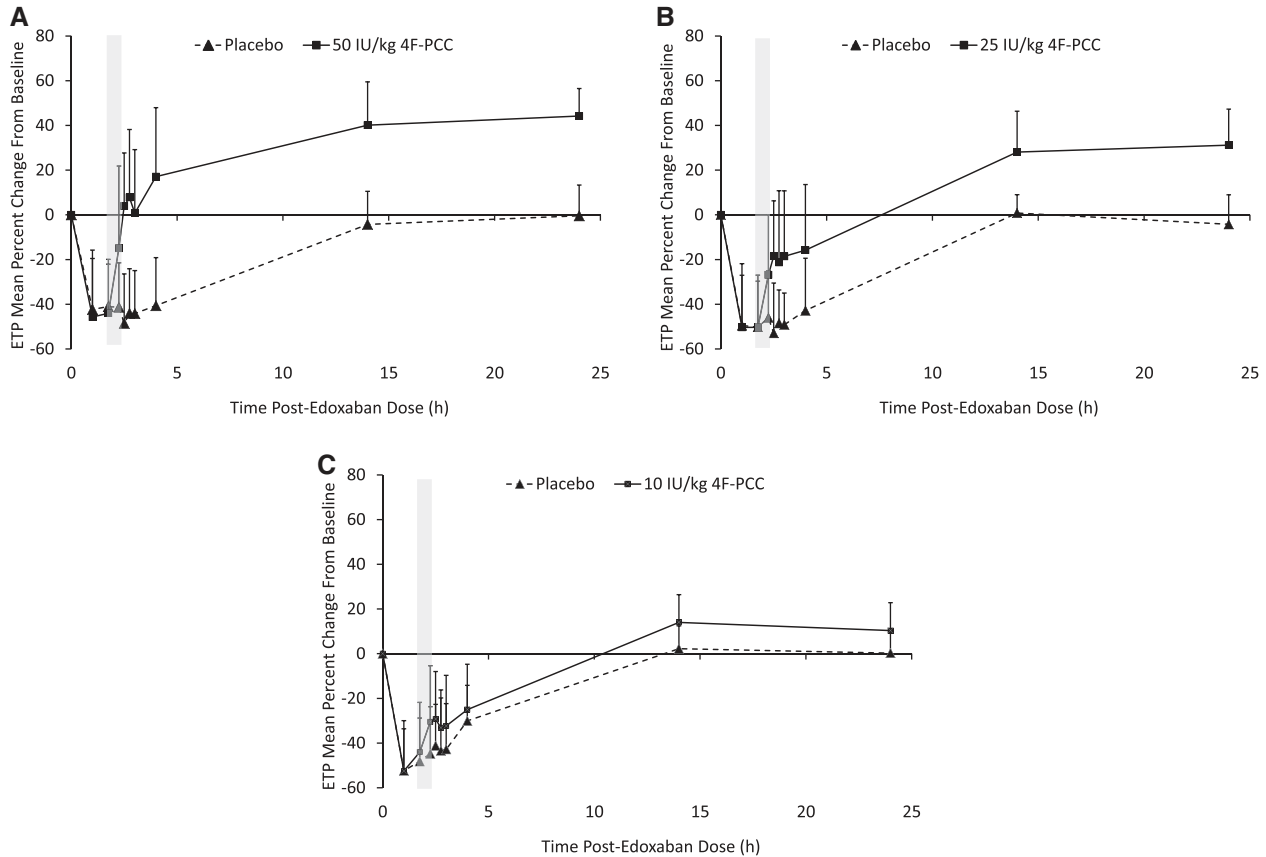 A
ETP Mean Percent Change From Baseline
Placebo 50 IU/kg 4F-PCC
80
60
40
20
0
-20
-40
-60
0 5 10 15 20 25
Time Post-Edoxaban Dose (h)
B
ETP Mean Percent Change From Baseline
Placebo 25 IU/kg 4F-PCC
80
60
40
20
0
-20
-40
-60
0 5 10 15 20 25
Time Post-Edoxaban Dose (h)
C
ETP Mean Percent Change From Baseline
Placebo 10 IU/kg 4F-PCC
80
60
40
20
0
-20
-40
-60
0 5 10 15 20 25
Time Post-Edoxaban Dose (h)